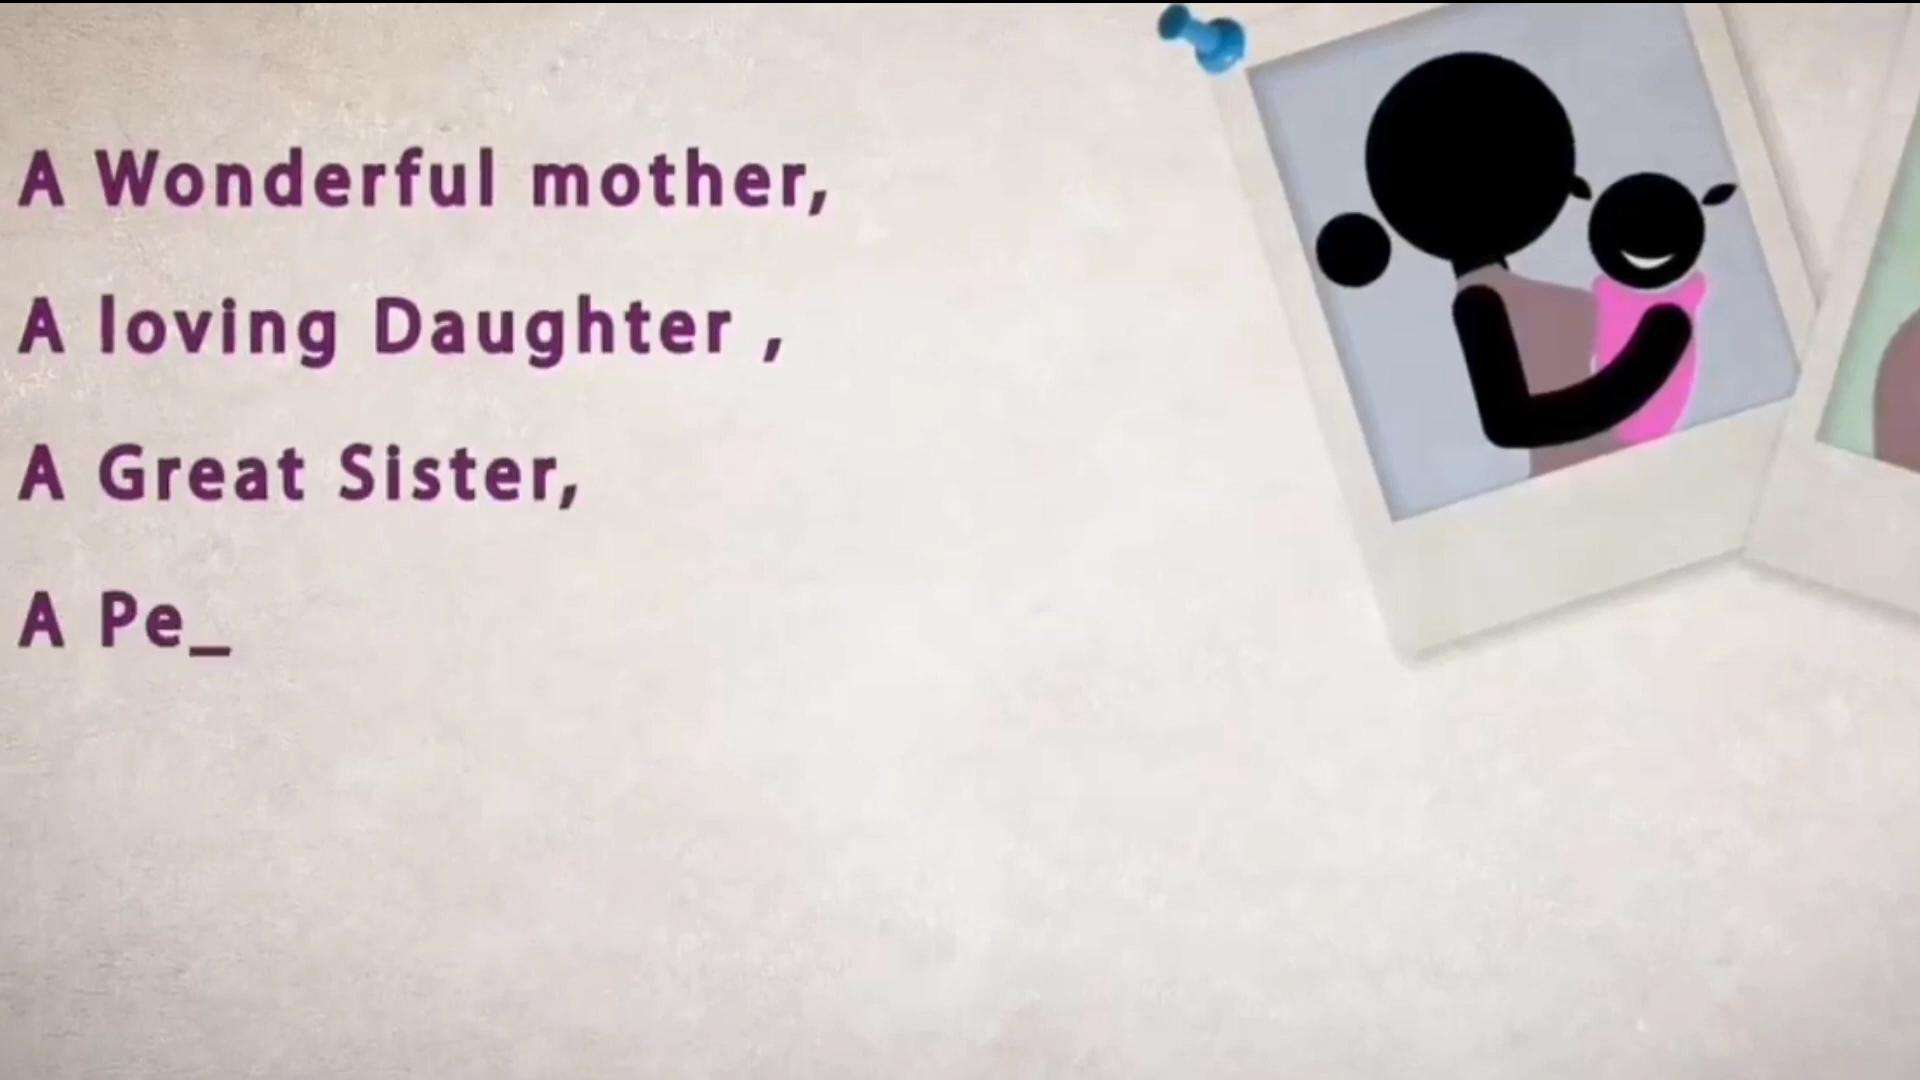 A Wonderful mother,
A loving Daughter ,
A Great Sister,
A Pe_